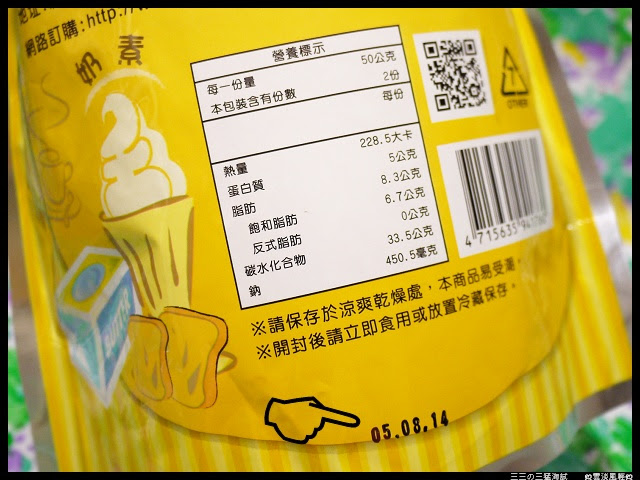 網路訂購:http://
奶 素
營養標示
每一份量 50公克
本包裝含有份數 2份
每份
熱量 228.5大卡
蛋白質 5公克
脂肪 8.3公克
飽和脂肪 6.7公克
反式脂肪 0公克
碳水化合物 33.5公克
鈉 450.5毫克
OTHER
※請保存於涼爽乾燥處，本商品易受潮。
※開封後請立即食用或放置冷藏保存。
05.08.14